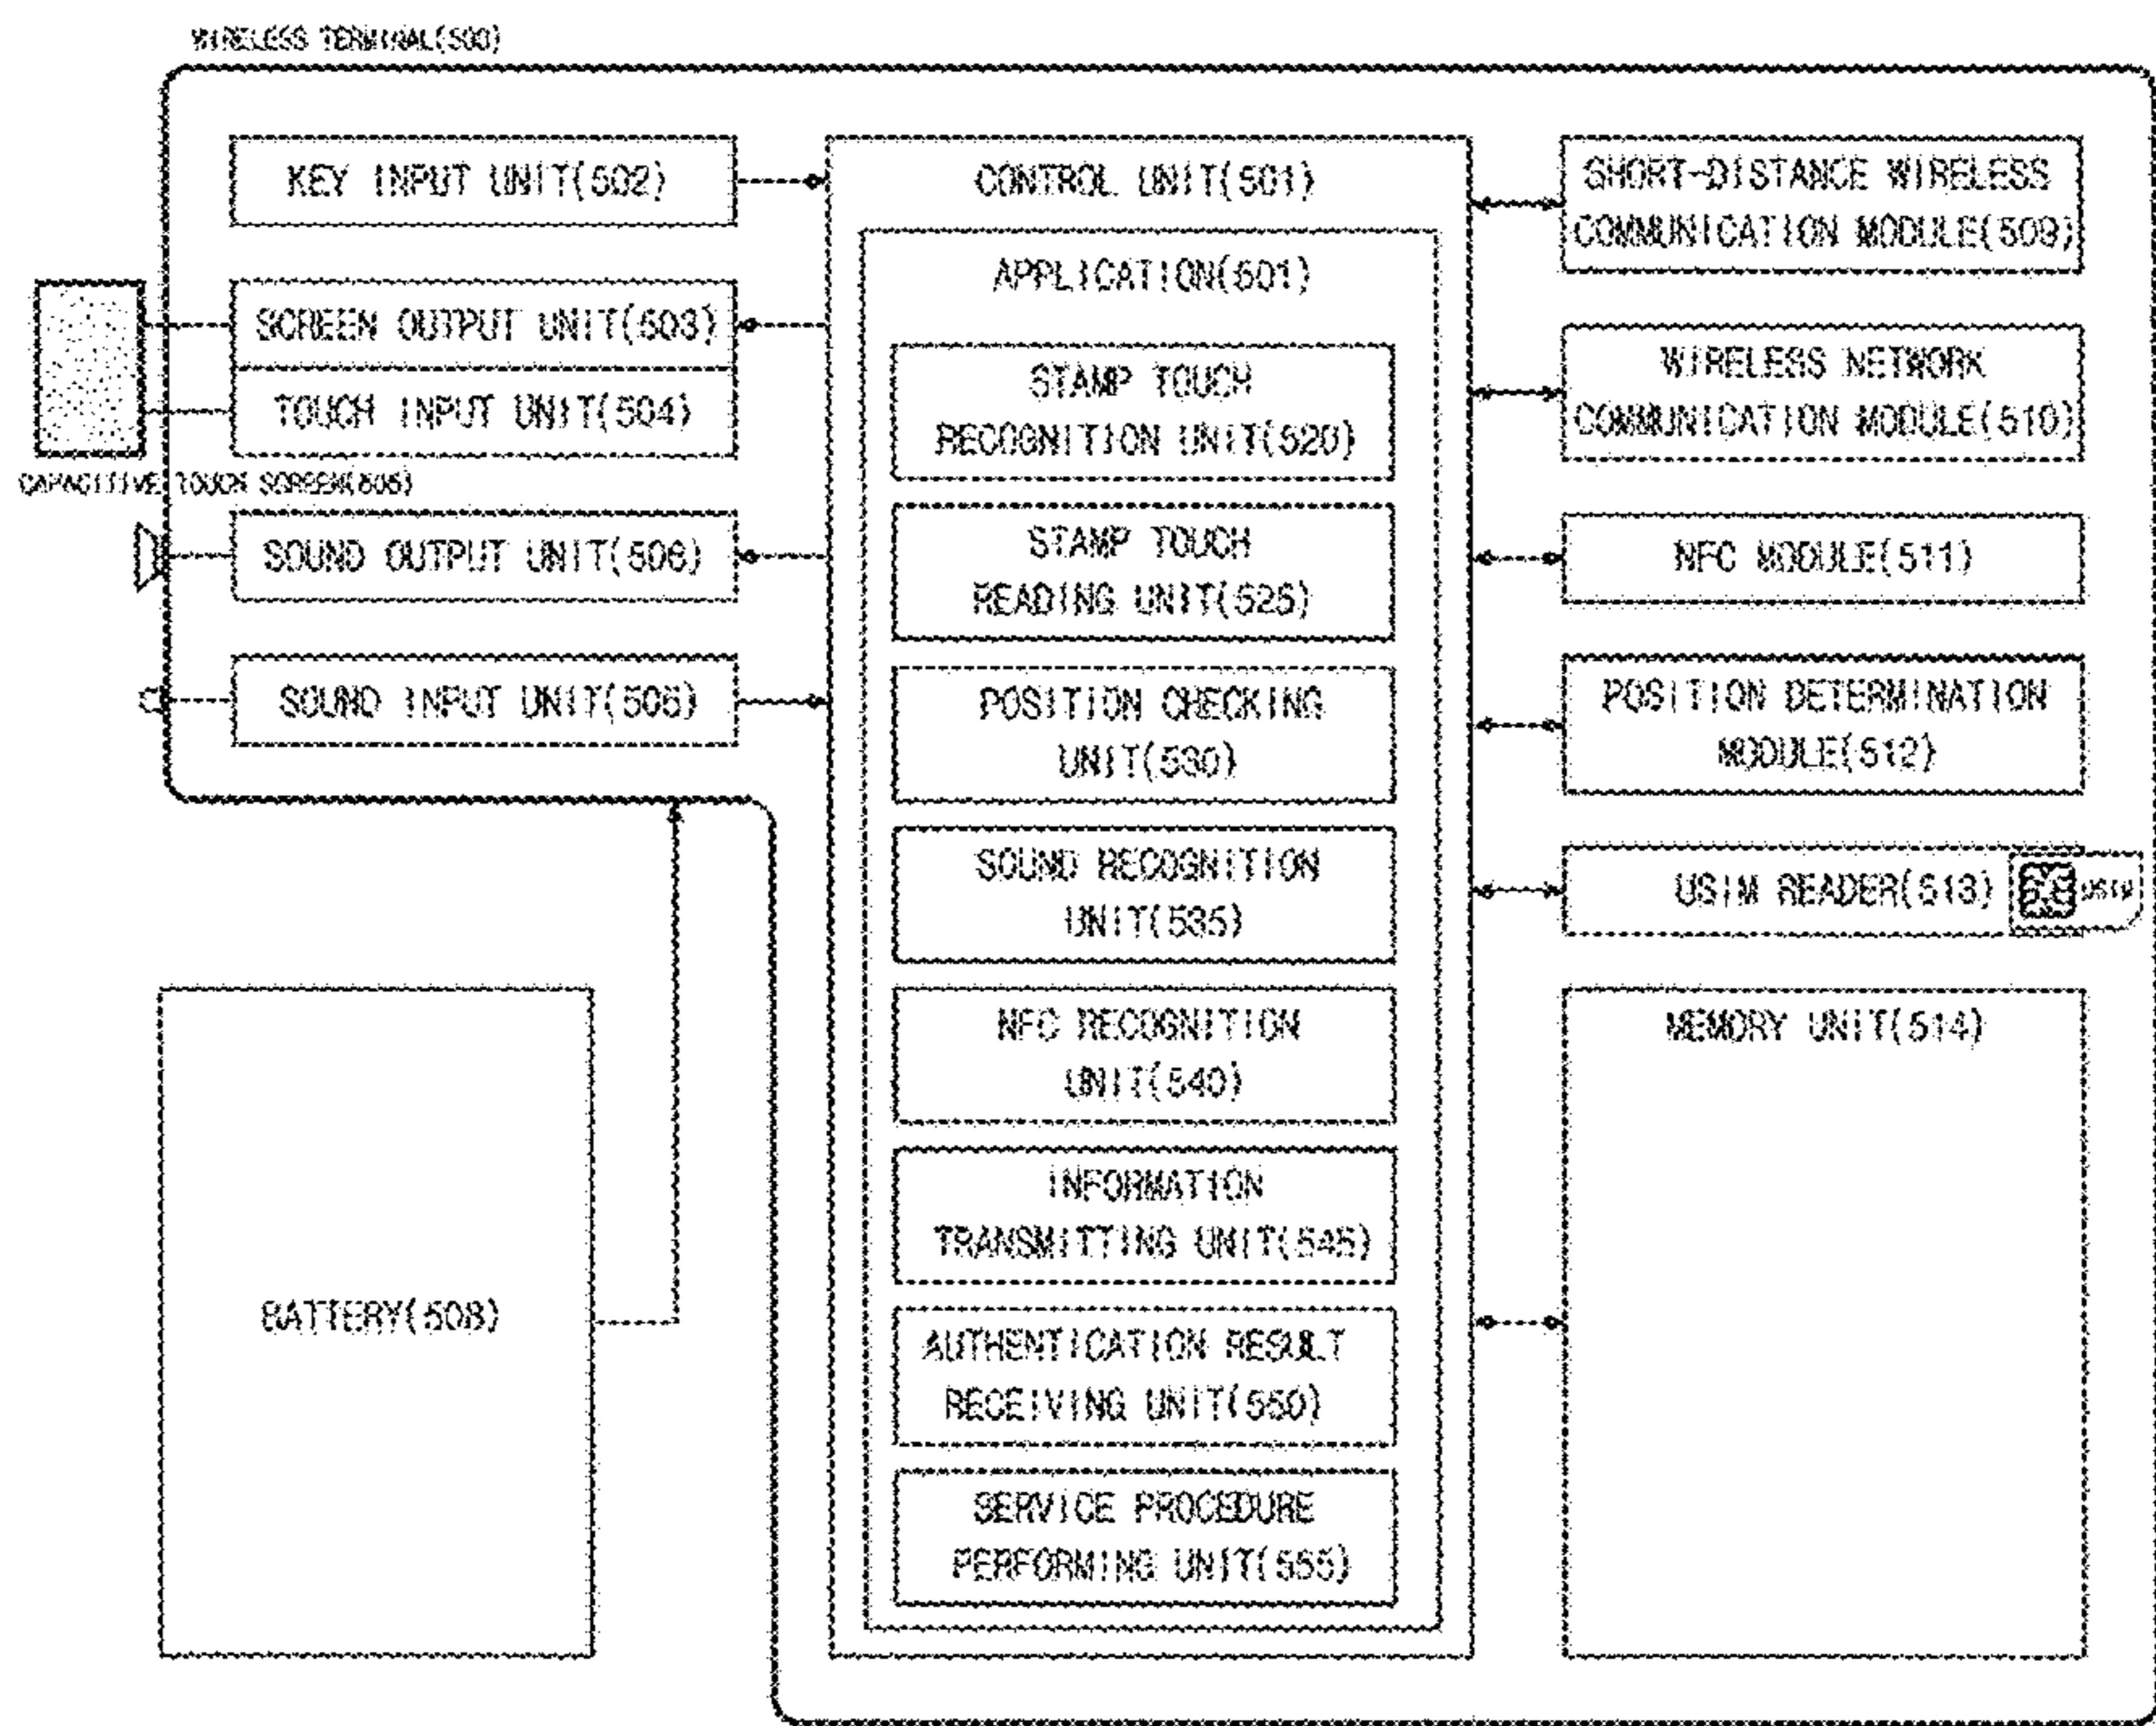 WIRELESS TERMINAL(500)
KEY INPUT UNIT(502)
SCREEN OUTPUT UNIT(503)
TOUCH INPUT UNIT(504)
CAPACITIVE TOUCH SCREEN(505)
SOUND OUTPUT UNIT(506)
SOUND INPUT UNIT(505)
BATTERY(508)
CONTROL UNIT(501)
APPLICATION(501)
STAMP TOUCH
RECOGNITION UNIT(520)
STAMP TOUCH
READING UNIT(525)
POSITION CHECKING
UNIT(530)
SOUND RECOGNITION
UNIT(535)
NFC RECOGNITION
UNIT(540)
INFORMATION
TRANSMITTING UNIT(545)
AUTHENTICATION RESULT
RECEIVING UNIT(550)
SERVICE PROCEDURE
PERFORMING UNIT(555)
SHORT-DISTANCE WIRELESS
COMMUNICATION MODULE(509)
WIRELESS NETWORK
COMMUNICATION MODULE(510)
NFC MODULE(511)
POSITION DETERMINATION
MODULE(512)
USIM READER(513)
MEMORY UNIT(514)